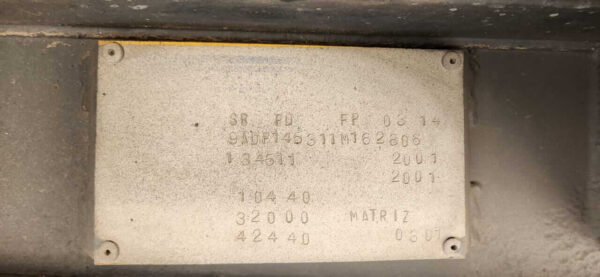 SR FD FP 03 14
9ADF145311M162806
134511 2001
2001
10440
32000 MATRIZ
42440 0301